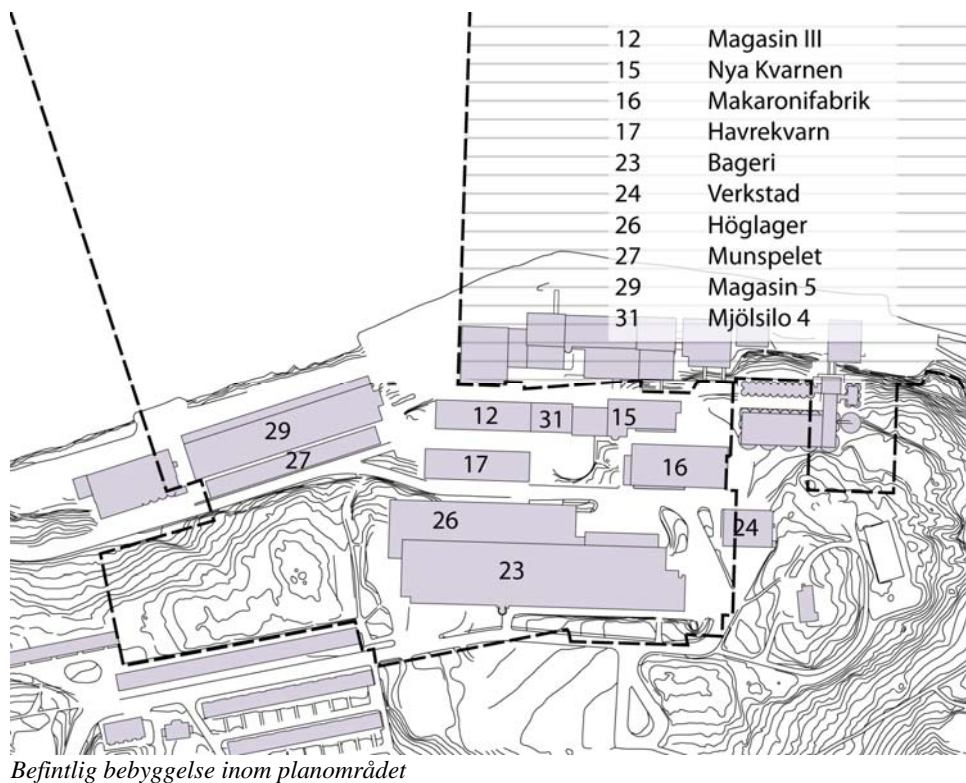 12 Magasin III
15 Nya Kvarnen
16 Makaronifabrik
17 Havrekvarn
23 Bageri
24 Verkstad
26 Höglager
27 Munspelet
29 Magasin 5
31 Mjölsilo 4
29
27
12
31
15
17
16
26
24
23
Befintlig bebyggelse inom planområdet